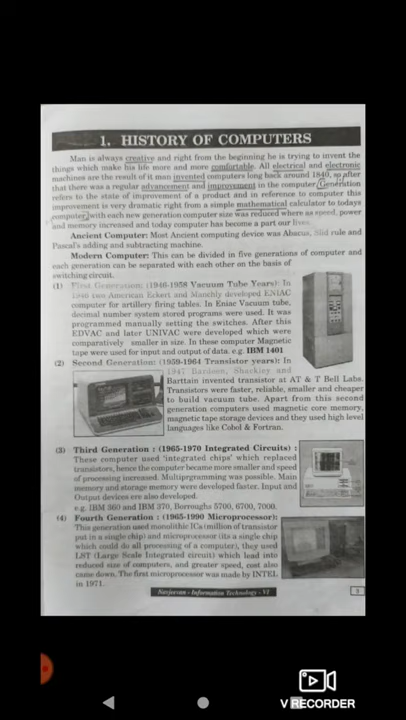 1. HISTORY OF COMPUTERS
Man is always creative and right from the beginning he is trying to invent the
things which make his life more and more comfortable. All electrical and electronic
machines are the result of it man invented computers long back around 1840, so after
that there was a regular advancement and improvement in the computer. Generation
refers to the state of improvement of a product and in reference to computer this
improvement is very dramatic right from a simple mathematical calculator to todays
computer, with each new generation computer size was reduced where as speed, power
and memory increased and today computer has become a part our lives.
Ancient Computer: Most Ancient computing device was Abacus, Slid rule and
Pascal's adding and subtracting machine.
Modern Computer: This can be divided in five generations of computer and
each generation can be separated with each other on the basis of
switching circuit.
(1) First Generation: (1940-1958 Vacuum Tube Years): In
1946 two American Eckert and Manchly developed ENIAC
computer for artillery firing tables. In Eniac Vacuum tube,
decimal number system stored programs were used. It was
programmed manually setting the switches. After this
EDVAC and later UNIVAC were developed which were
comparatively smaller in size. In these computer Magnetic
tape were used for input and output of data. e.g. IBM 1401
(2) Second Generation: (1959-1964 Transistor years): In
1947 Bardeen, Shackley and
Barttain invented transistor at AT & T Bell Labs.
Transistors were faster, reliable, smaller and cheaper
to build vacuum tube. Apart from this second
generation computers used magnetic core memory,
magnetic tape storage devices and they used high level
languages like Cobel & Fortran.
(3) Third Generation : (1965-1970 Integrated Circuits) :
These computer used 'integrated chips' which replaced
transistors, hence the computer became more smaller and speed
of processing increased. Multiprgramming was possible. Main
memory and storage memory were developed faster. Input and
Output devices ere also developed.
e.g. IBM 360 and IBM 370, Berroughs 5700, 6700, 7000.
(4) Fourth Generation : (1965-1990 Microprocessor):
This generation used monolithic ICs (million of transistor
put in a single chip) and microprocessor (its a single chip
which could do all processing of a computer), they used
LST (Large Scale Integrated circuit) which lead into
reduced size of computers, and greater speed, cost also
came down. The first microprocessor was made by INTEL
in 1971.
Sanjeevan - Information Technology - VI
V RECORDER